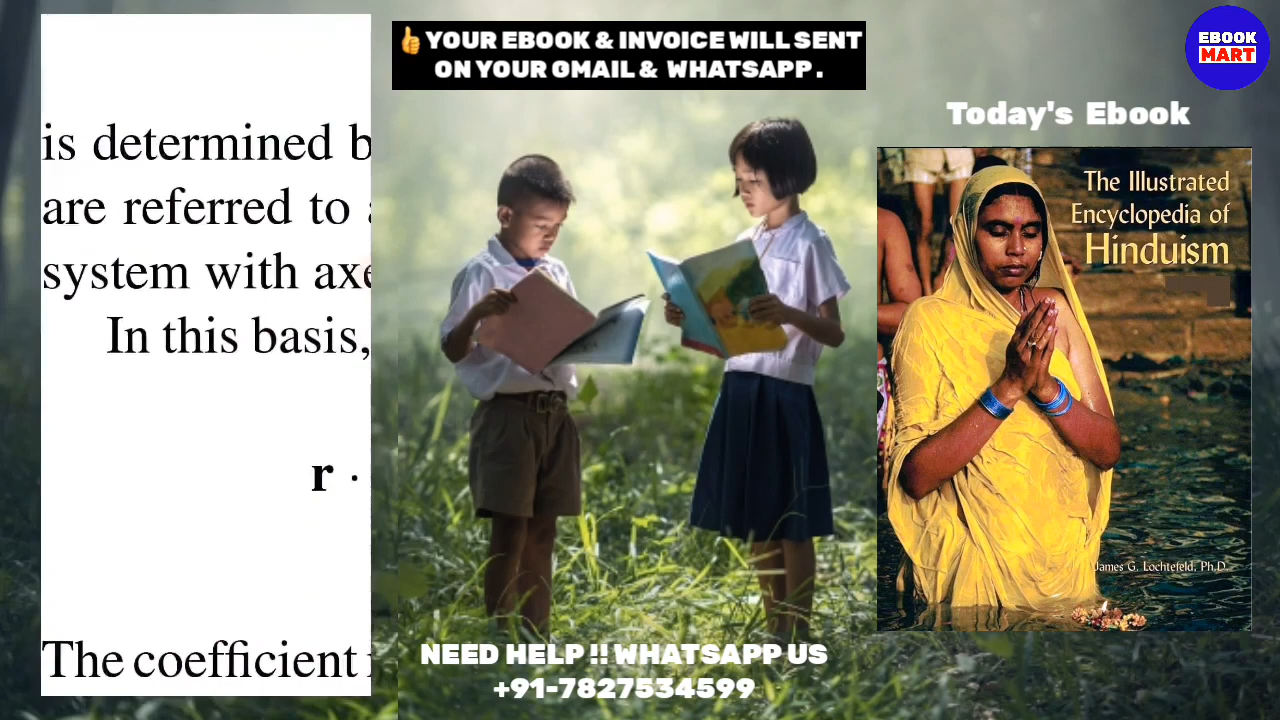 is determined b
are referred to
system with axe
In this basis,
r ·
The coefficient
👍YOUR EBOOK & INVOICE WILL SENT
ON YOUR GMAIL & WHATSAPP .
NEED HELP !! WHATSAPP US
+91-7827534599
EBOOK
MART
Today's Ebook
The Illustrated
Encyclopedia of
Hinduism
James G. Lochtefeld, Ph.D.